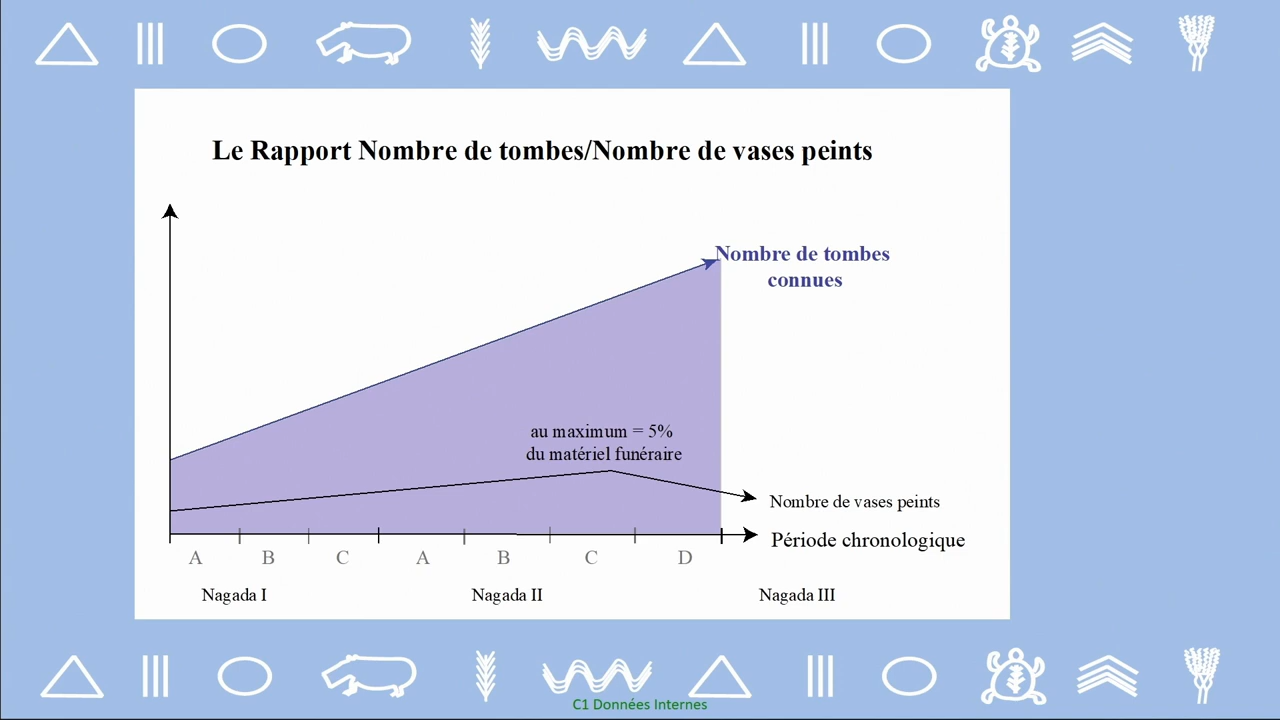 Le Rapport Nombre de tombes/Nombre de vases peints
Nombre de tombes
connues
au maximum = 5%
du matériel funéraire
Nombre de vases peints
Période chronologique
A B C A B C D
Nagada I Nagada II Nagada III
C1 Données Internes